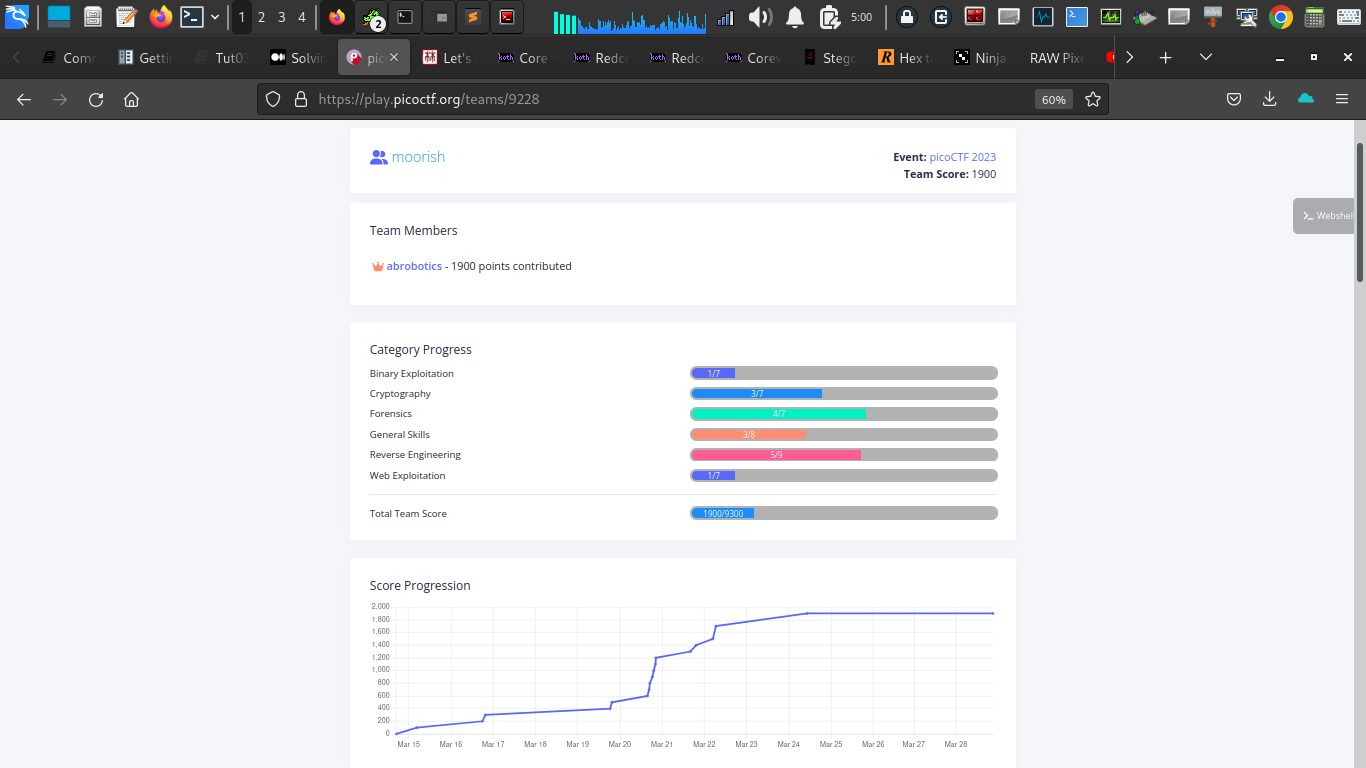 1 2 3 4 2 5:00
Comm Gettin Tut03 Solvin pic Let's Core Redco Redco Corev Stego Hex to Ninja RAW Pixe
https://play.picoctf.org/teams/9228 60%
moorish
Event: picoCTF 2023
Team Score: 1900
Webshell
Team Members
abrobotics - 1900 points contributed
Category Progress
Binary Exploitation 1/7
Cryptography 3/7
Forensics 4/7
General Skills 3/8
Reverse Engineering 5/9
Web Exploitation 1/7
Total Team Score 1900/9300
Score Progression
2,000
1,800
1,600
1,400
1,200
1,000
800
600
400
200
0
Mar 15 Mar 16 Mar 17 Mar 18 Mar 19 Mar 20 Mar 21 Mar 22 Mar 23 Mar 24 Mar 25 Mar 26 Mar 27 Mar 28